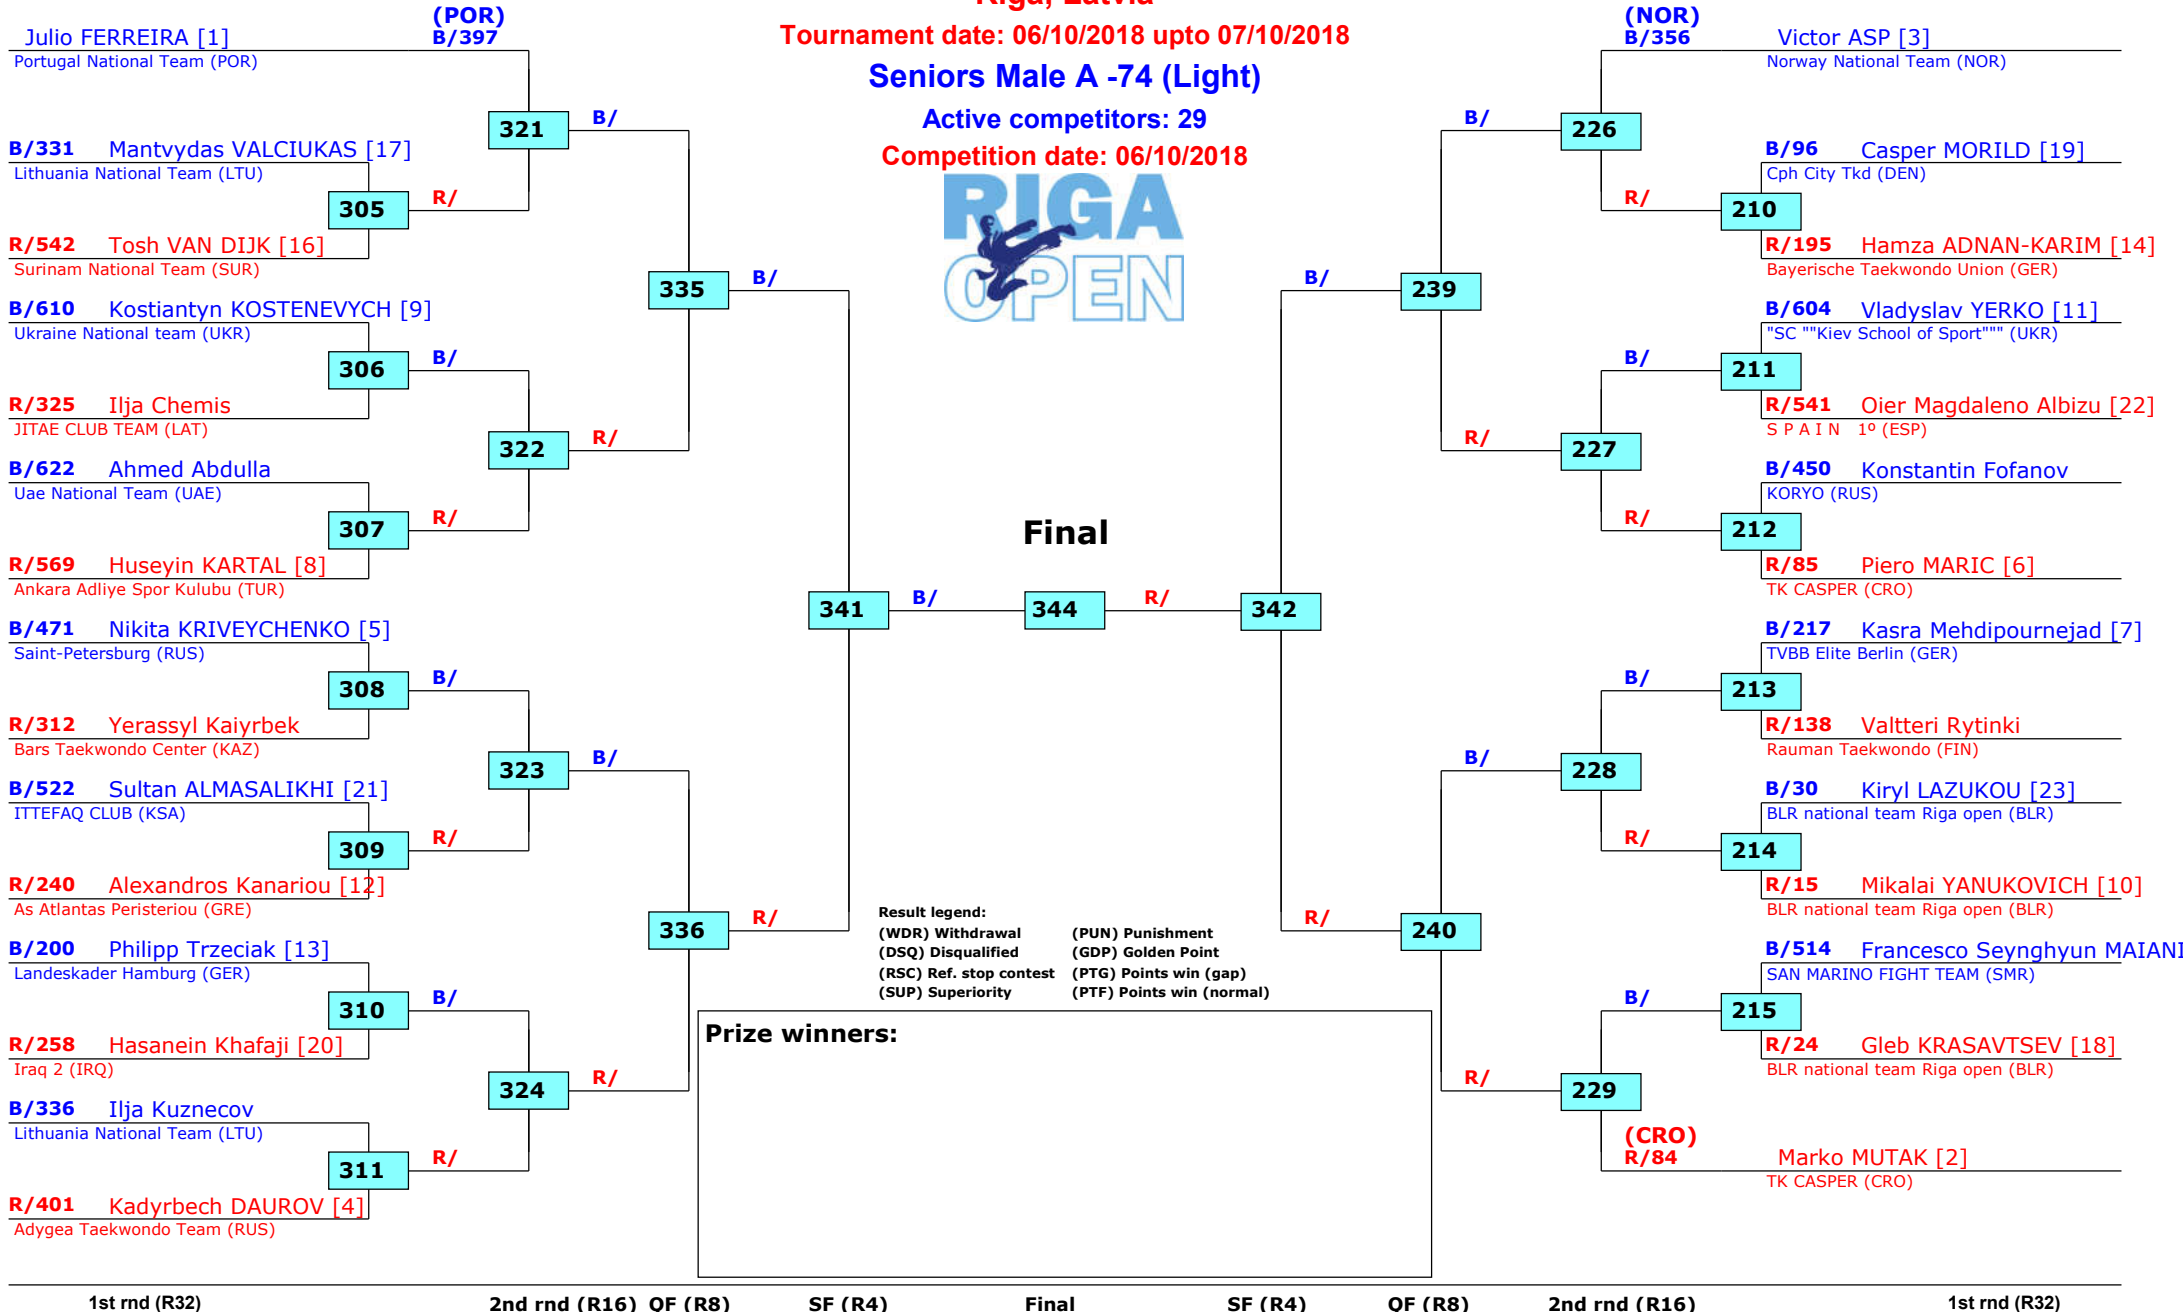 Riga, Latvia
Tournament date: 06/10/2018 upto 07/10/2018
Seniors Male A -74 (Light)
Active competitors: 29
Competition date: 06/10/2018
RIGA
OPEN
(POR)
Julio FERREIRA [1] B/397
Portugal National Team (POR)
321
B/
B/331 Mantvydas VALCIUKAS [17]
Lithuania National Team (LTU)
305
R/
R/542 Tosh VAN DIJK [16]
Surinam National Team (SUR)
335
B/
B/610 Kostiantyn KOSTENEVYCH [9]
Ukraine National team (UKR)
306
B/
R/325 Ilja Chemis
JITAE CLUB TEAM (LAT)
322
R/
B/622 Ahmed Abdulla
Uae National Team (UAE)
307
R/
R/569 Huseyin KARTAL [8]
Ankara Adliye Spor Kulubu (TUR)
341
B/
B/471 Nikita KRIVEYCHENKO [5]
Saint-Petersburg (RUS)
308
B/
R/312 Yerassyl Kaiyrbek
Bars Taekwondo Center (KAZ)
323
B/
B/522 Sultan ALMASALIKHI [21]
ITTEFAQ CLUB (KSA)
309
R/
R/240 Alexandros Kanariou [12]
As Atlantas Peristeriou (GRE)
336
R/
B/200 Philipp Trzeciak [13]
Landeskader Hamburg (GER)
310
B/
R/258 Hasanein Khafaji [20]
Iraq 2 (IRQ)
324
R/
B/336 Ilja Kuznecov
Lithuania National Team (LTU)
311
R/
R/401 Kadyrbech DAUROV [4]
Adygea Taekwondo Team (RUS)
Final
344
R/
(NOR)
B/356 Victor ASP [3]
Norway National Team (NOR)
B/
226
B/96 Casper MORILD [19]
Cph City Tkd (DEN)
R/
210
R/195 Hamza ADNAN-KARIM [14]
Bayerische Taekwondo Union (GER)
B/
239
B/604 Vladyslav YERKO [11]
"SC ""Kiev School of Sport""" (UKR)
B/
211
R/541 Oier Magdaleno Albizu [22]
S P A I N 1º (ESP)
R/
227
B/450 Konstantin Fofanov
KORYO (RUS)
R/
212
R/85 Piero MARIC [6]
TK CASPER (CRO)
342
B/217 Kasra Mehdipournejad [7]
TVBB Elite Berlin (GER)
B/
213
R/138 Valtteri Rytinki
Rauman Taekwondo (FIN)
B/
228
B/30 Kiryl LAZUKOU [23]
BLR national team Riga open (BLR)
R/
214
R/15 Mikalai YANUKOVICH [10]
BLR national team Riga open (BLR)
R/
240
B/514 Francesco Seynghyun MAIANI
SAN MARINO FIGHT TEAM (SMR)
B/
215
R/24 Gleb KRASAVTSEV [18]
BLR national team Riga open (BLR)
R/
229
(CRO)
R/84 Marko MUTAK [2]
TK CASPER (CRO)
Result legend:
(WDR) Withdrawal (PUN) Punishment
(DSQ) Disqualified (GDP) Golden Point
(RSC) Ref. stop contest (PTG) Points win (gap)
(SUP) Superiority (PTF) Points win (normal)
Prize winners:
1st rnd (R32) 2nd rnd (R16) QF (R8) SF (R4) Final SF (R4) QF (R8) 2nd rnd (R16) 1st rnd (R32)